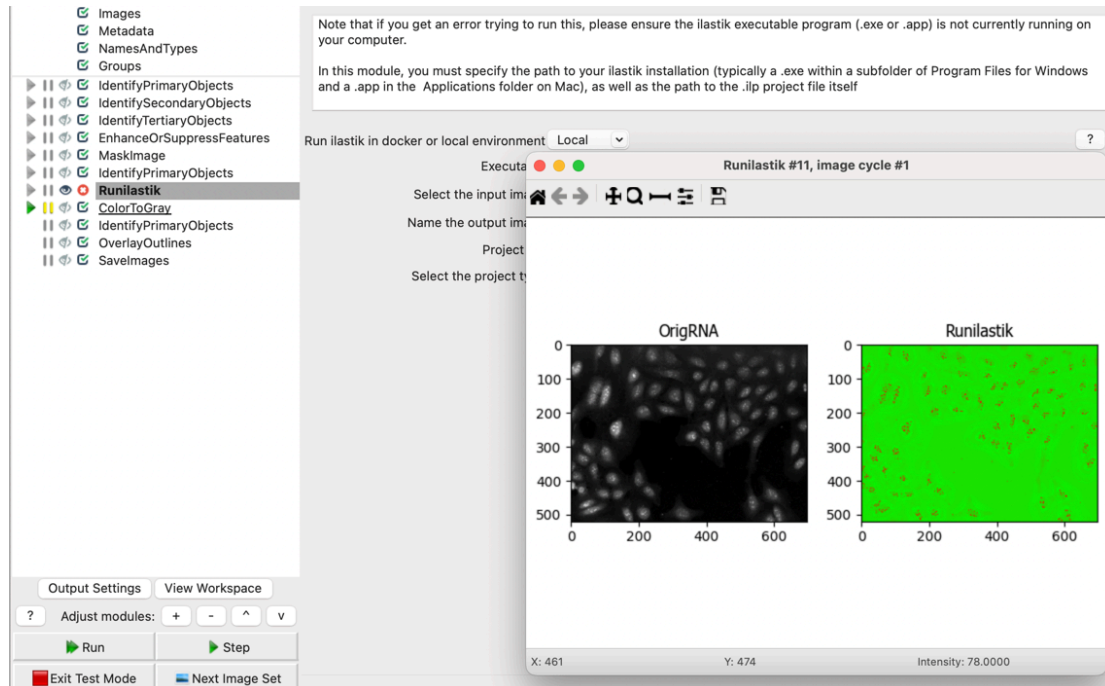 Images
Metadata
NamesAndTypes
Groups
IdentifyPrimaryObjects
IdentifySecondaryObjects
IdentifyTertiaryObjects
EnhanceOrSuppressFeatures
MaskImage
IdentifyPrimaryObjects
Runilastik
ColorToGray
IdentifyPrimaryObjects
OverlayOutlines
SaveImages
Output Settings
View Workspace
? Adjust modules: + - ^ v
Run
Step
Exit Test Mode
Next Image Set
Note that if you get an error trying to run this, please ensure the ilastik executable program (.exe or .app) is not currently running on
your computer.
In this module, you must specify the path to your ilastik installation (typically a .exe within a subfolder of Program Files for Windows
and a .app in the Applications folder on Mac), as well as the path to the .ilp project file itself
Run ilastik in docker or local environment Local ?
Executa
Select the input ima
Name the output ima
Project
Select the project ty
Runilastik #11, image cycle #1
OrigRNA
0
100
200
300
400
500
0 200 400 600
Runilastik
0
100
200
300
400
500
0 200 400 600
X: 461 Y: 474 Intensity: 78.0000